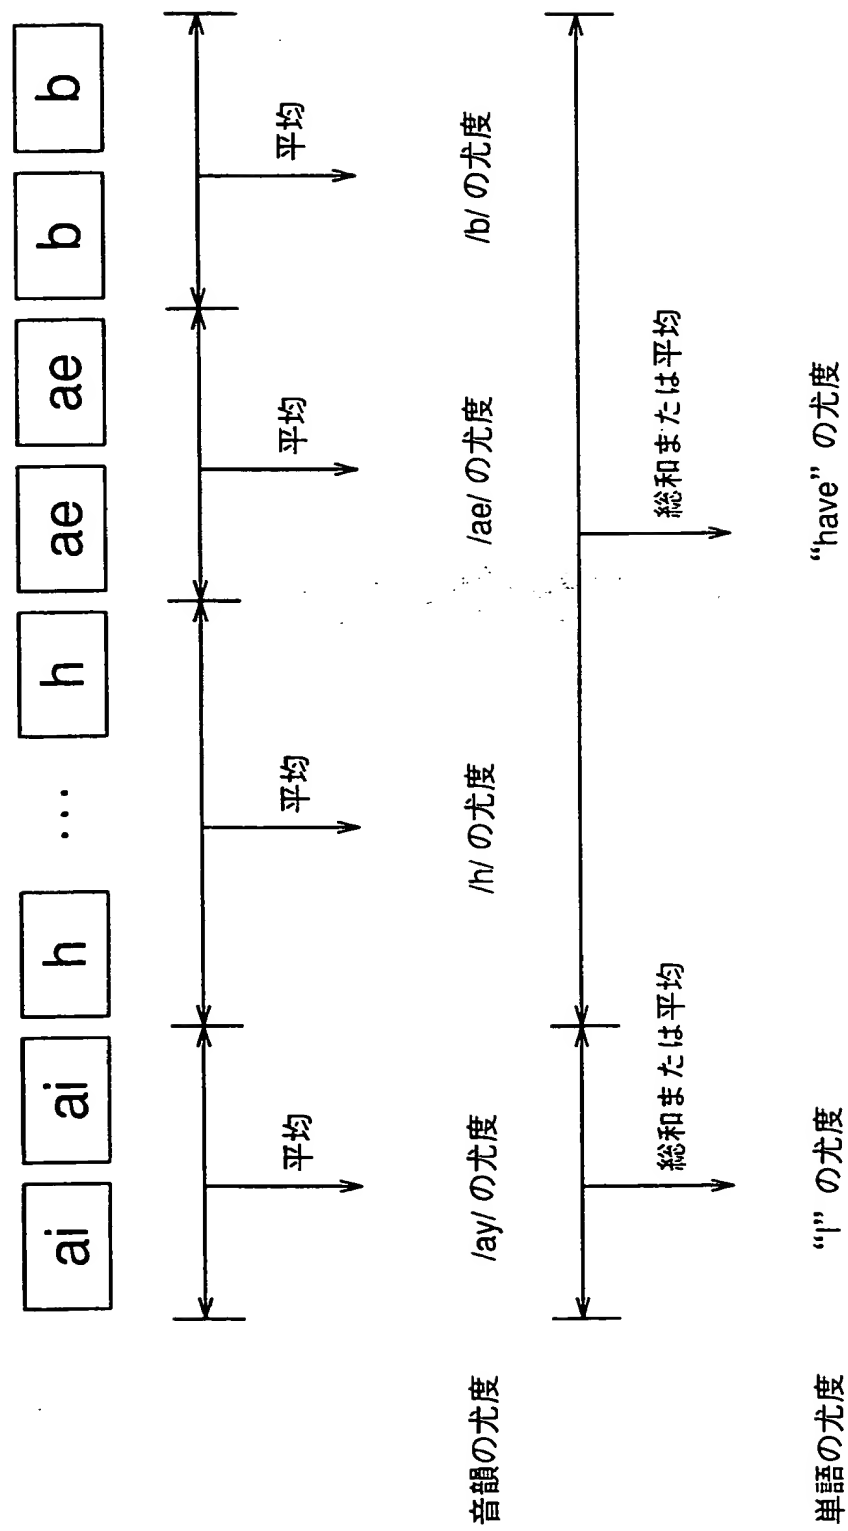 ai ai h ... h ae ae b b
平均 平均 平均 平均
音韻の尤度 /ay/ の尤度 /h/ の尤度 /ae/ の尤度 /b/ の尤度
総和または平均 総和または平均
単語の尤度 “I” の尤度 “have” の尤度